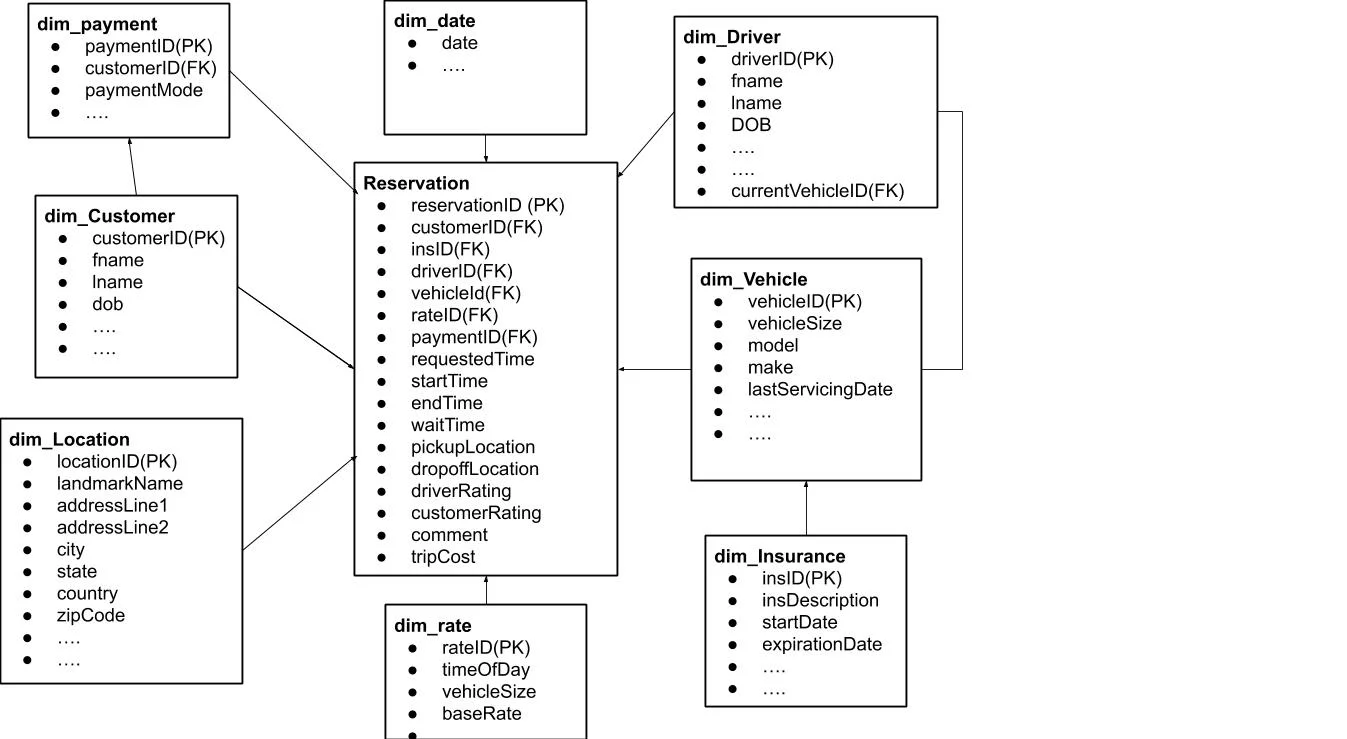 dim_payment
● paymentID(PK)
● customerID(FK)
● paymentMode
● ….
dim_date
● date
● ….
dim_Driver
● driverID(PK)
● fname
● lname
● DOB
● ….
● ….
● currentVehicleID(FK)
dim_Customer
● customerID(PK)
● fname
● lname
● dob
● ….
● ….
Reservation
● reservationID (PK)
● customerID(FK)
● insID(FK)
● driverID(FK)
● vehicleId(FK)
● rateID(FK)
● paymentID(FK)
● requestedTime
● startTime
● endTime
● waitTime
● pickupLocation
● dropoffLocation
● driverRating
● customerRating
● comment
● tripCost
dim_Vehicle
● vehicleID(PK)
● vehicleSize
● model
● make
● lastServicingDate
● ….
● ….
dim_Location
● locationID(PK)
● landmarkName
● addressLine1
● addressLine2
● city
● state
● country
● zipCode
● ….
● ….
dim_rate
● rateID(PK)
● timeOfDay
● vehicleSize
● baseRate
●
dim_Insurance
● insID(PK)
● insDescription
● startDate
● expirationDate
● ….
● ….